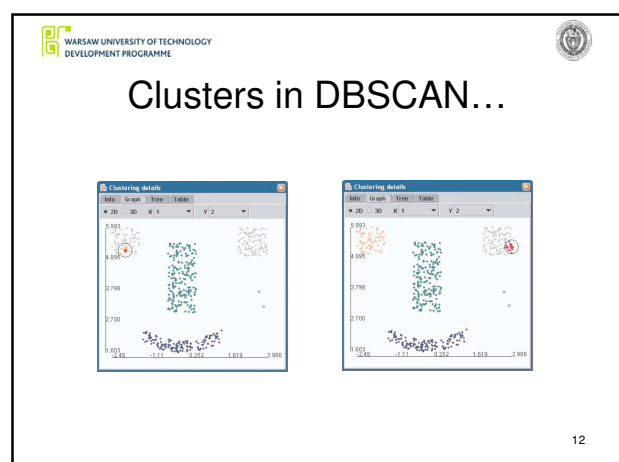 WARSAW UNIVERSITY OF TECHNOLOGY
DEVELOPMENT PROGRAMME
Clusters in DBSCAN…
Clustering details
Info Graph Tree Table
2D 3D X 1 Y 2
5.993
4.895
3.798
2.700
1.603
-2.48 -1.11 0.252 1.619 2.986
Clustering details
Info Graph Tree Table
2D 3D X 1 Y 2
5.993
4.895
3.798
2.700
1.603
-2.48 -1.11 0.252 1.619 2.986
12